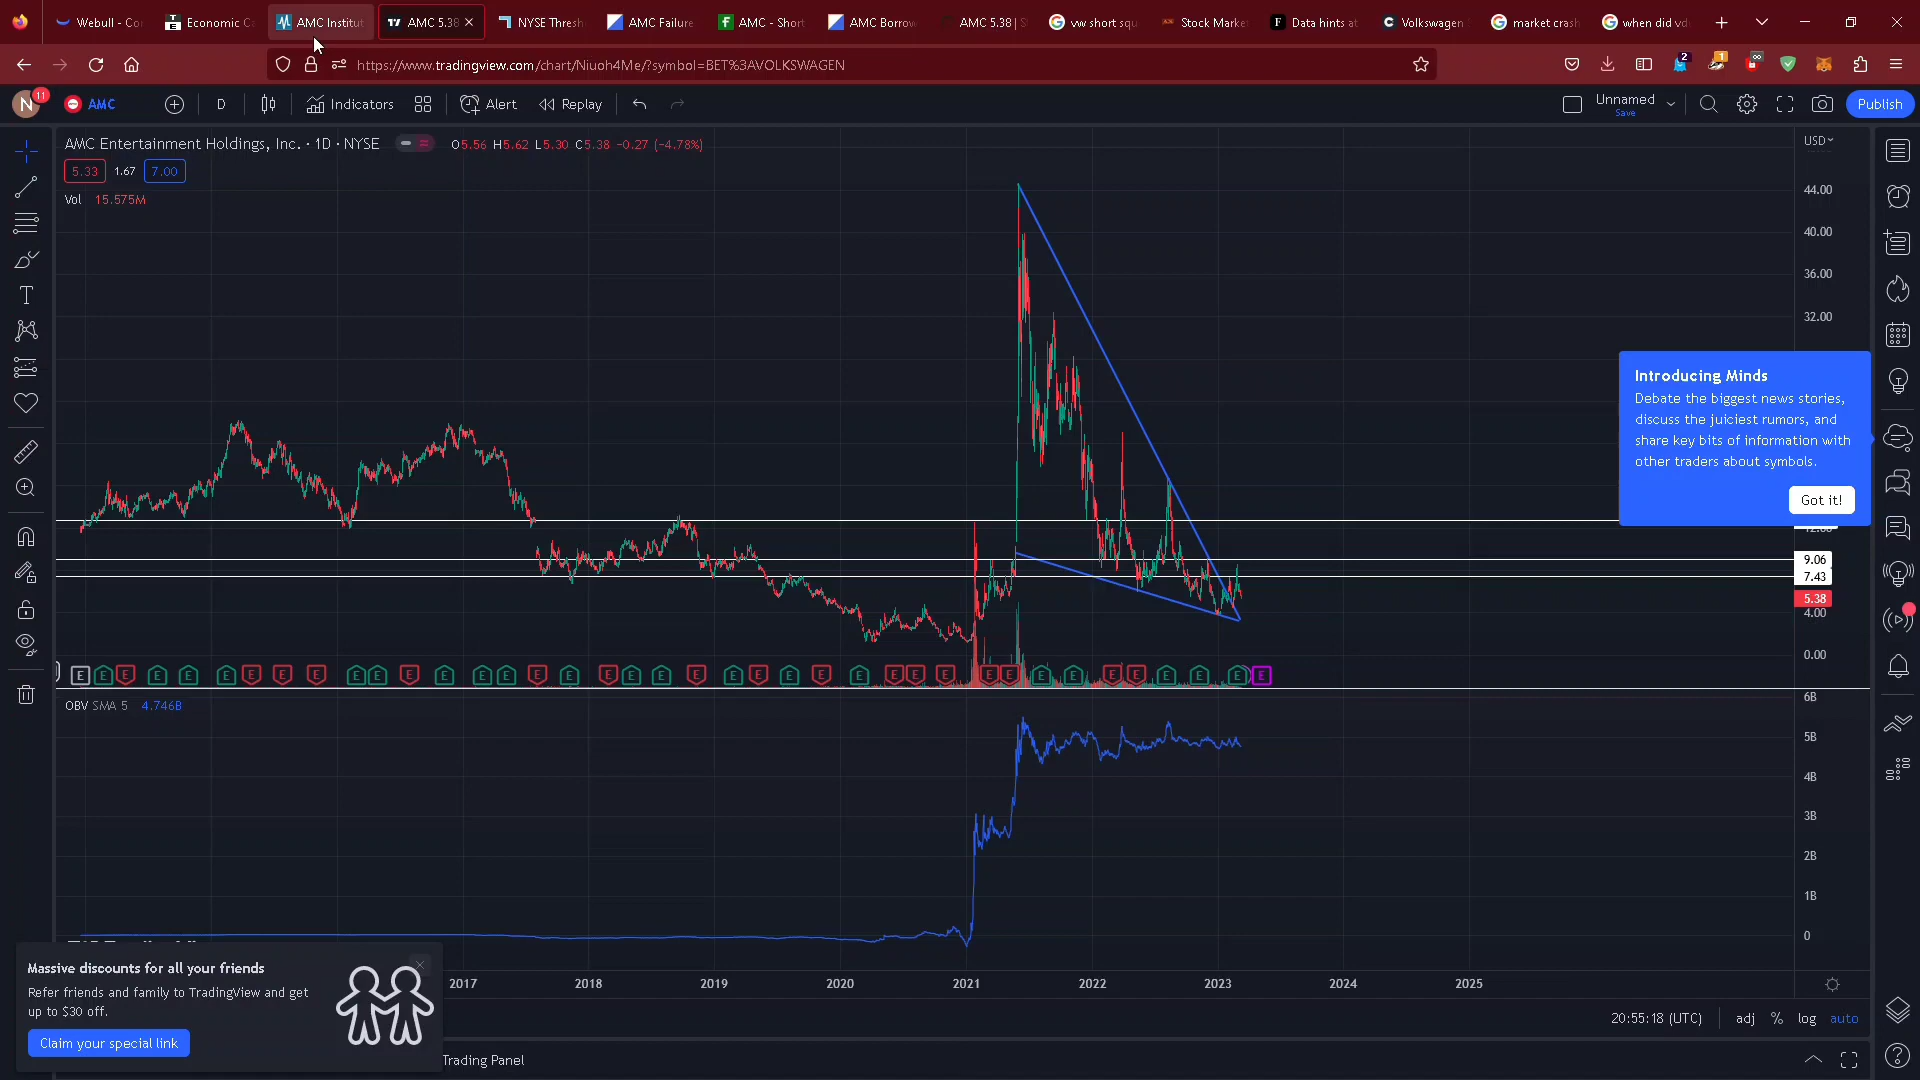 Webull - Co
Economic Ca
AMC Institut
AMC 5.38
NYSE Thresh
AMC Failure
AMC - Short
AMC Borrow
AMC 5.38 | S
vw short squ
Stock Market
Data hints at
Volkswagen
market crash
when did vd
https://www.tradingview.com/chart/Niuoh4Me/?symbol=BET%3AVOLKSWAGEN
2
1
N
11
AMC
D
Indicators
Alert
Replay
Unnamed
Save
Publish
AMC Entertainment Holdings, Inc. · 1D · NYSE
O5.56 H5.62 L5.30 C5.38 -0.27 (-4.78%)
USD
5.33 1.67 7.00
Vol 15.575M
44.00
40.00
36.00
32.00
Introducing Minds
Debate the biggest news stories,
discuss the juiciest rumors, and
share key bits of information with
other traders about symbols.
Got it!
9.06
7.43
5.38
4.00
0.00
E E E E E E E E E E E E E E E E E E E E E E E E E E E E E E E E E E E E E
OBV SMA 5 4.746B
6B
5B
4B
3B
2B
1B
0
Massive discounts for all your friends
Refer friends and family to TradingView and get
up to $30 off.
Claim your special link
2017 2018 2019 2020 2021 2022 2023 2024 2025
20:55:18 (UTC)
adj % log auto
Trading Panel